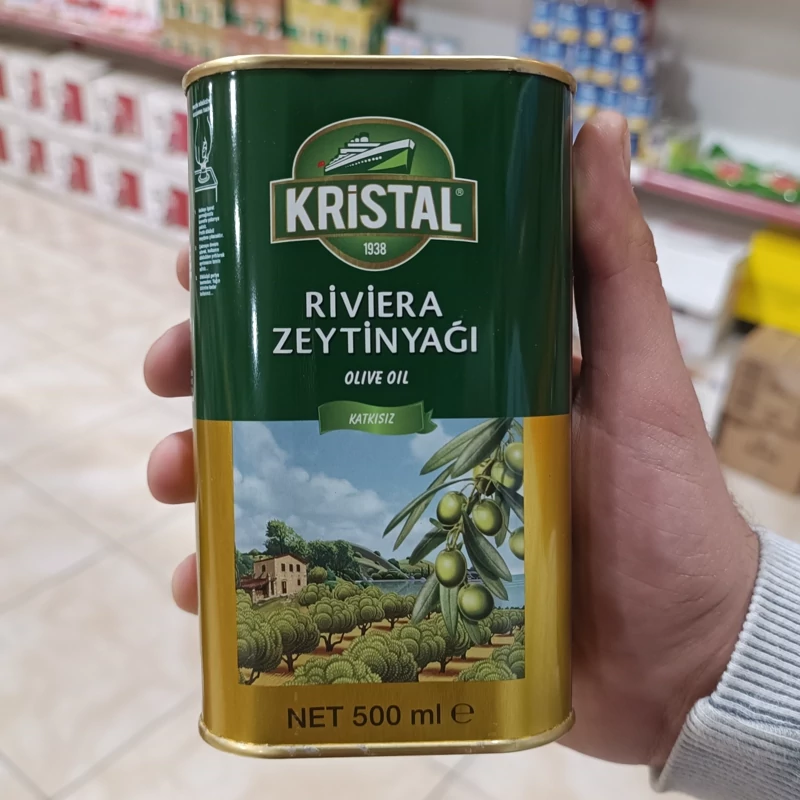 KRiSTAL®
1938
RİVİERA
ZEYTİNYAĞI
OLIVE OIL
KATKISIZ
NET 500 ml ℮